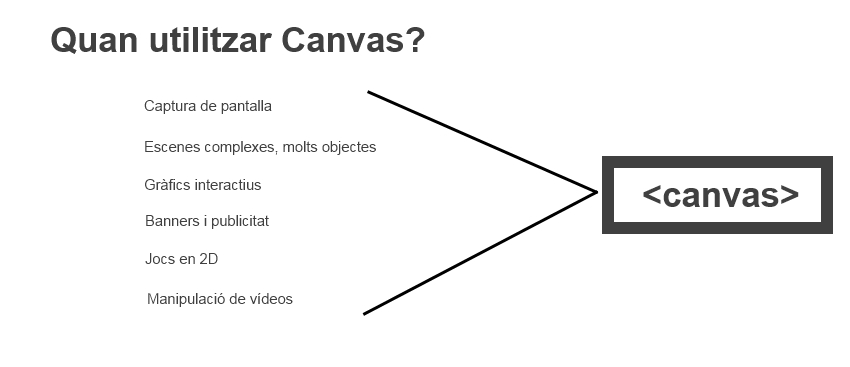 Quan utilitzar Canvas?
Captura de pantalla
Escenes complexes, molts objectes
Gràfics interactius
Banners i publicitat
Jocs en 2D
Manipulació de vídeos
<canvas>